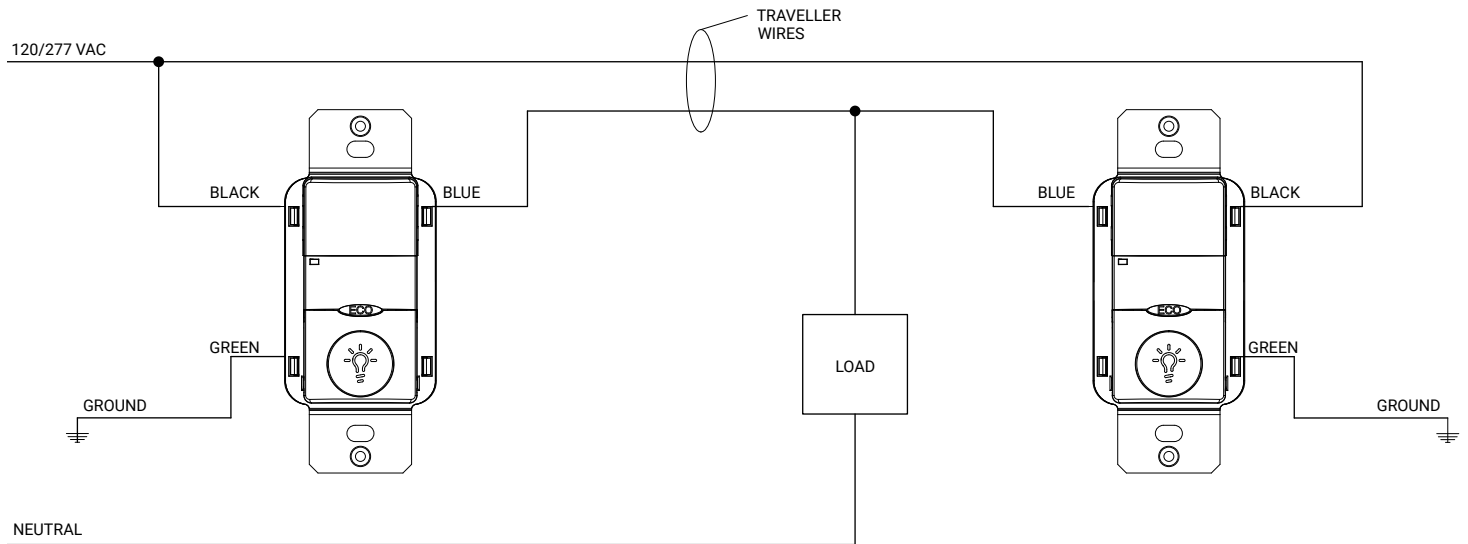 TRAVELLER
WIRES
120/277 VAC
BLACK
BLUE
BLUE
BLACK
ECO
ECO
GREEN
LOAD
GREEN
GROUND
GROUND
NEUTRAL